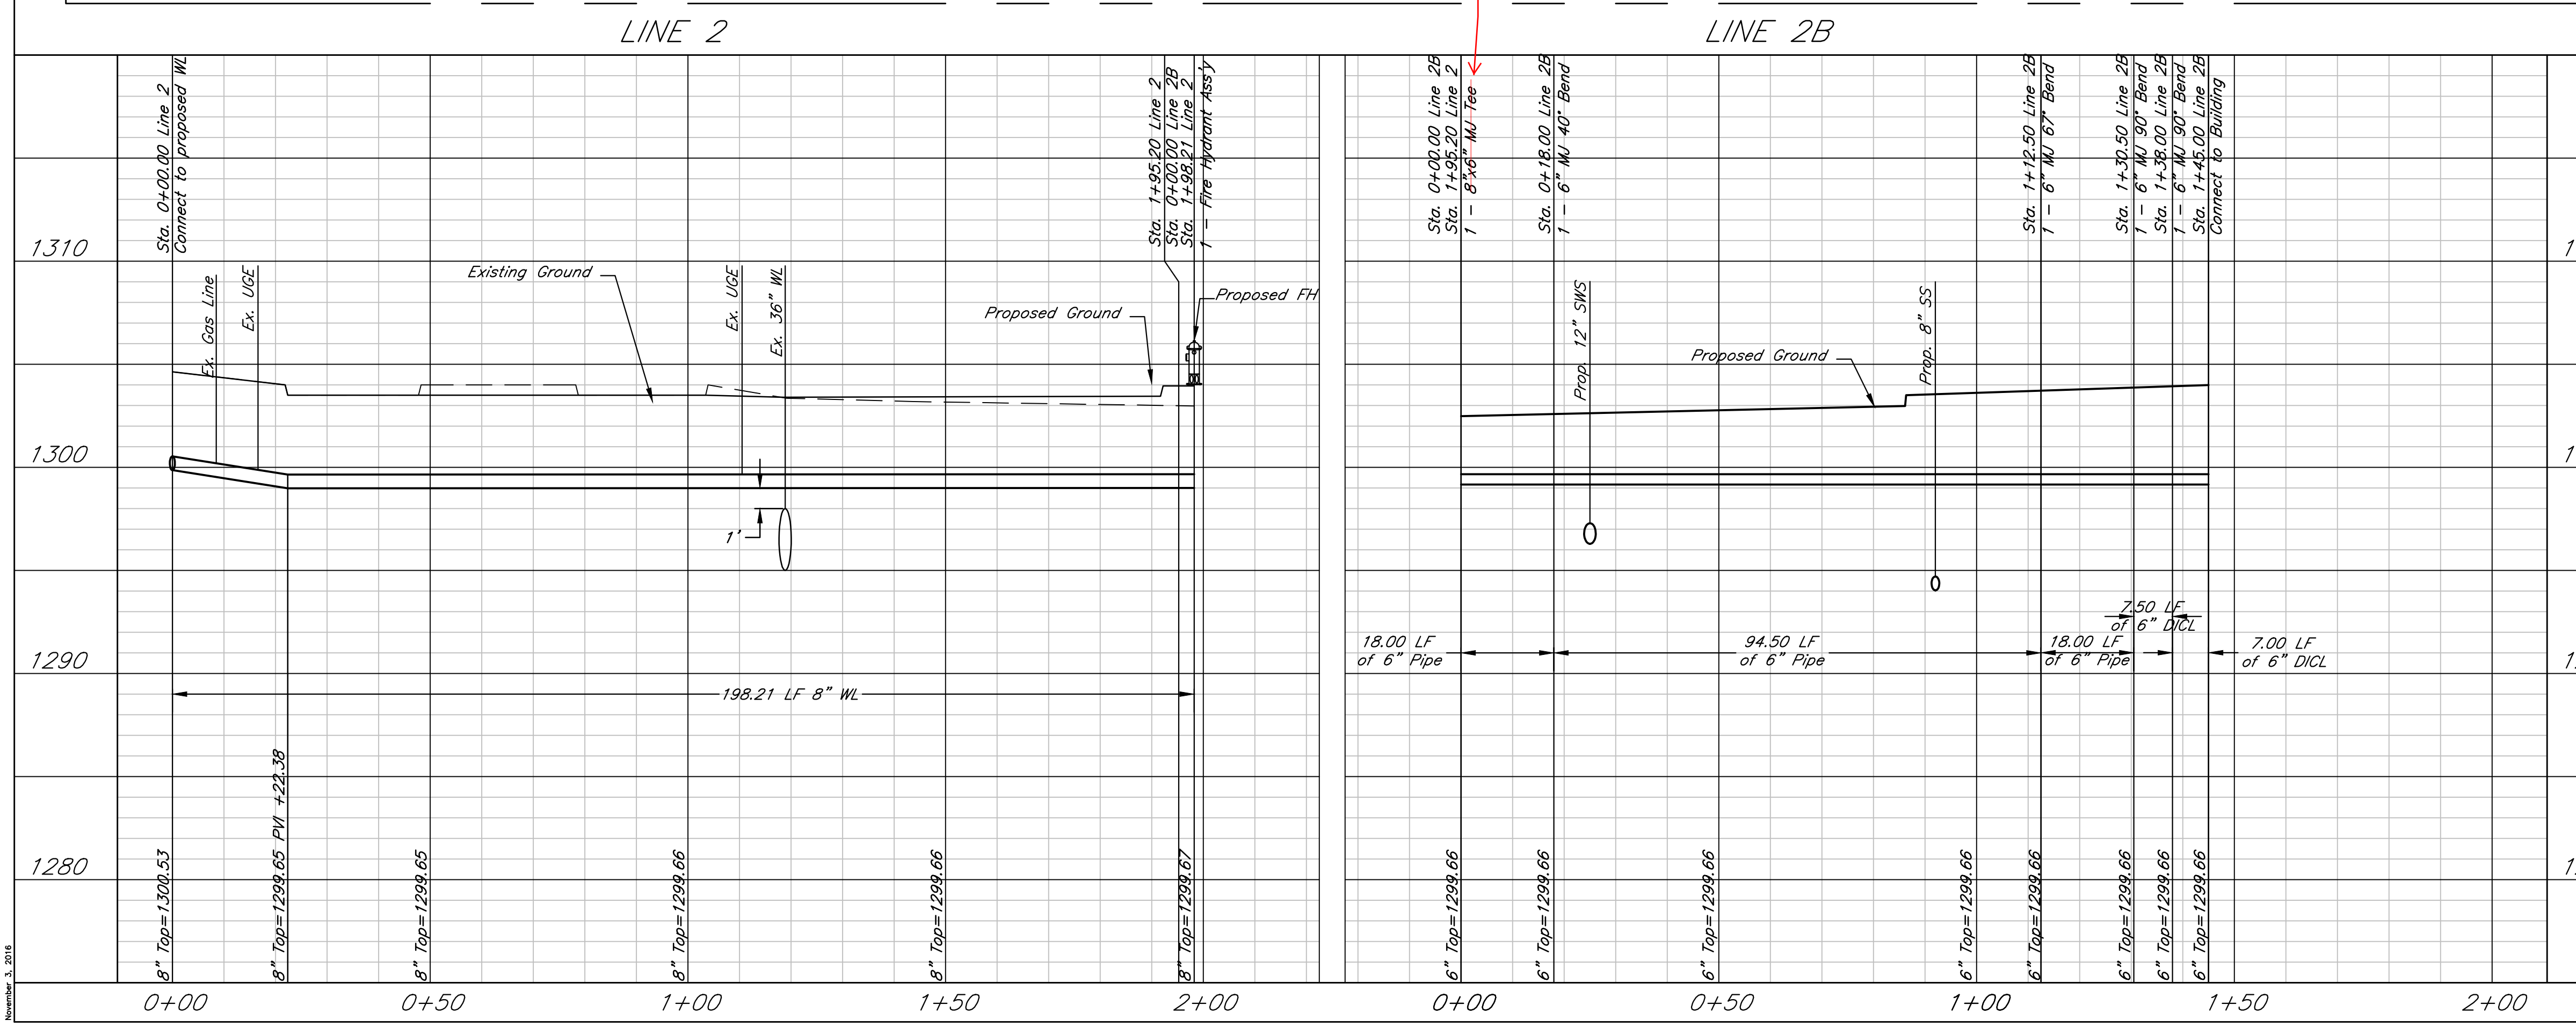 LINE 2
LINE 2B
Sta. 0+00.00 Line 2
Connect to proposed WL
Ex. Gas Line
Ex. UGE
Existing Ground
Ex. UGE
Ex. 36" WL
Proposed Ground
Sta. 1+95.20 Line 2
Sta. 0+00.00 Line 2B
Sta. 1+98.21 Line 2
1 - Fire Hydrant Ass'y
Proposed FH
1'
198.21 LF 8" WL
8" Top=1300.53
8" Top=1299.65 PVI +22.38
8" Top=1299.65
8" Top=1299.66
8" Top=1299.66
8" Top=1299.67
1310
1300
1290
1280
0+00
0+50
1+00
1+50
2+00
Sta. 0+00.00 Line 2B
Sta. 1+95.20 Line 2
1 - 8"x6" MJ Tee
Sta. 0+18.00 Line 2B
1 - 6" MJ 40° Bend
Prop. 12" SWS
Proposed Ground
Prop. 8" SS
Sta. 1+12.50 Line 2B
1 - 6" MJ 67° Bend
Sta. 1+30.50 Line 2B
1 - 6" MJ 90° Bend
Sta. 1+38.00 Line 2B
1 - 6" MJ 90° Bend
Sta. 1+45.00 Line 2B
Connect to Building
18.00 LF
of 6" Pipe
94.50 LF
of 6" Pipe
18.00 LF
of 6" Pipe
7.50 LF
of 6" DICL
7.00 LF
of 6" DICL
6" Top=1299.66
6" Top=1299.66
6" Top=1299.66
6" Top=1299.66
6" Top=1299.66
6" Top=1299.66
6" Top=1299.66
6" Top=1299.66
0+00
0+50
1+00
1+50
2+00
November 3, 2016